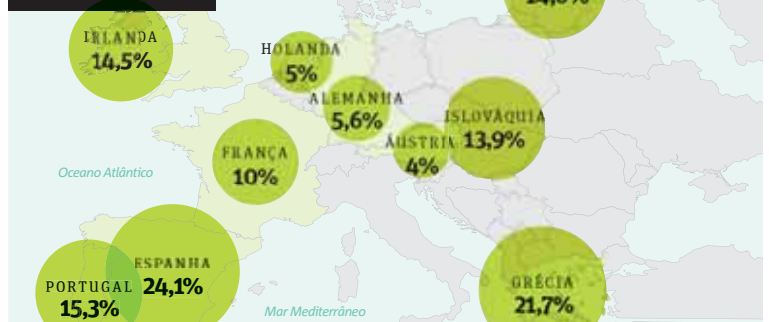 IRLANDA
14,5%
HOLANDA
5%
ALEMANHA
5,6%
ISLOVÁQUIA
13,9%
ÁUSTRIA
4%
FRANÇA
10%
Oceano Atlântico
ESPANHA
24,1%
PORTUGAL
15,3%
GRÉCIA
21,7%
Mar Mediterrâneo